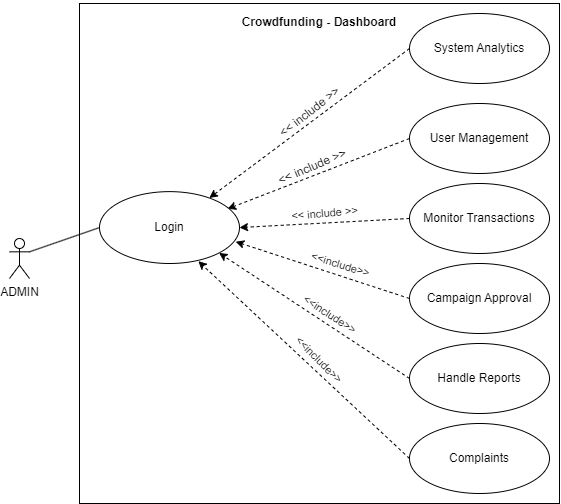 Crowdfunding - Dashboard
System Analytics
<< include >>
User Management
<< include >>
Monitor Transactions
<< include >>
Login
ADMIN
<<include>>
Campaign Approval
<<include>>
Handle Reports
<<include>>
Complaints